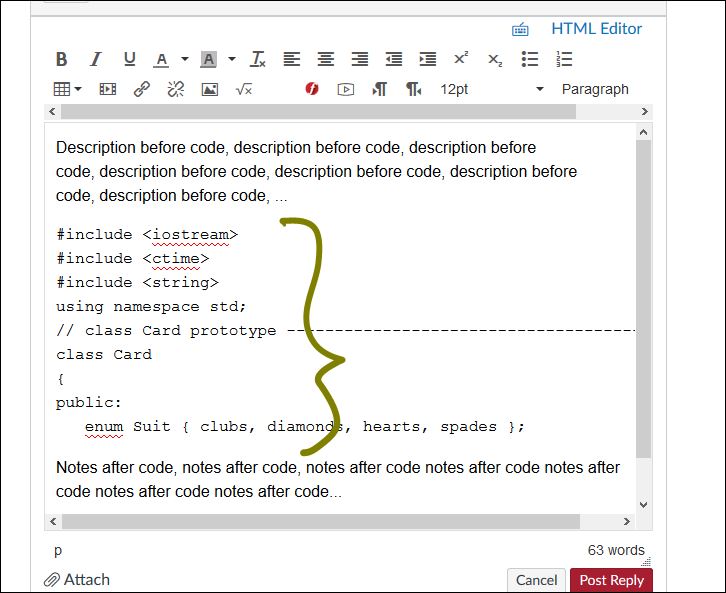 HTML Editor
B I U A A Tx x² x₂
√x 12pt Paragraph
Description before code, description before code, description before
code, description before code, description before code, description before
code, description before code, ...
#include <iostream>
#include <ctime>
#include <string>
using namespace std;
// class Card prototype -------------------------------------
class Card
{
public:
   enum Suit { clubs, diamonds, hearts, spades };
Notes after code, notes after code, notes after code notes after code notes after
code notes after code notes after code...
p 63 words
Attach Cancel Post Reply